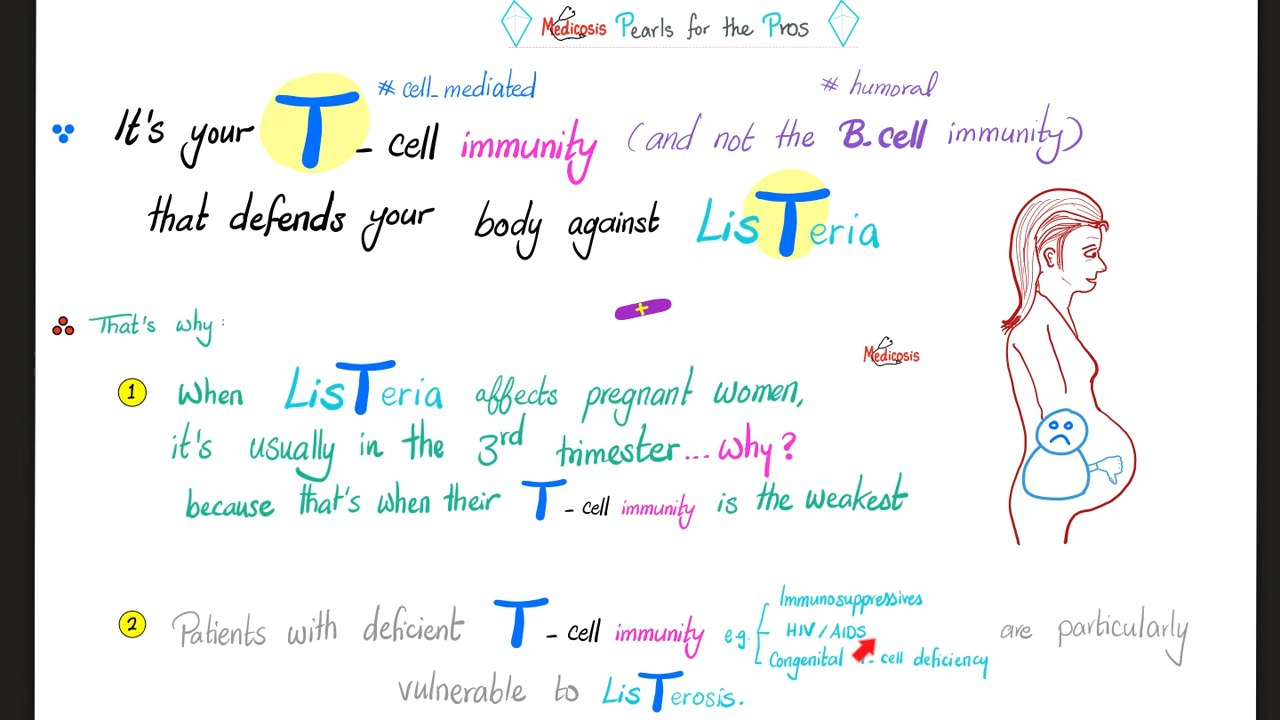 Medicosis Pearls for the Pros
# cell_mediated # humoral
It's your T - cell immunity (and not the B.cell immunity)
that defends your body against LisTeria
That's why:
Medicosis
1 When LisTeria affects pregnant women,
it's usually in the 3rd trimester... why?
because that's when their T - cell immunity is the weakest
Immunosuppressives
2 Patients with deficient T - cell immunity e.g. HIV/AIDS are particularly
Congenital - cell deficiency
vulnerable to LisTerosis.